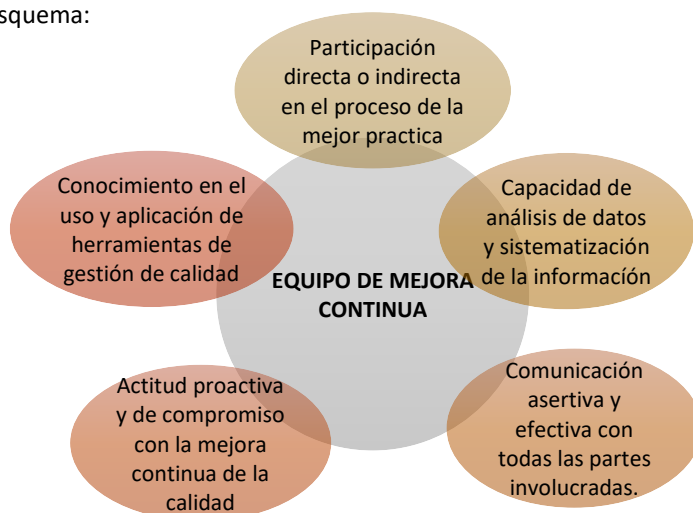 squema:
Participación
directa o indirecta
en el proceso de la
mejor practica
Conocimiento en el
uso y aplicación de
herramientas de
gestión de calidad
Capacidad de
análisis de datos
y sistematización
de la informacíón
EQUIPO DE MEJORA
CONTINUA
Actitud proactiva
y de compromiso
con la mejora
continua de la
calidad
Comunicación
asertiva y
efectiva con
todas las partes
involucradas.